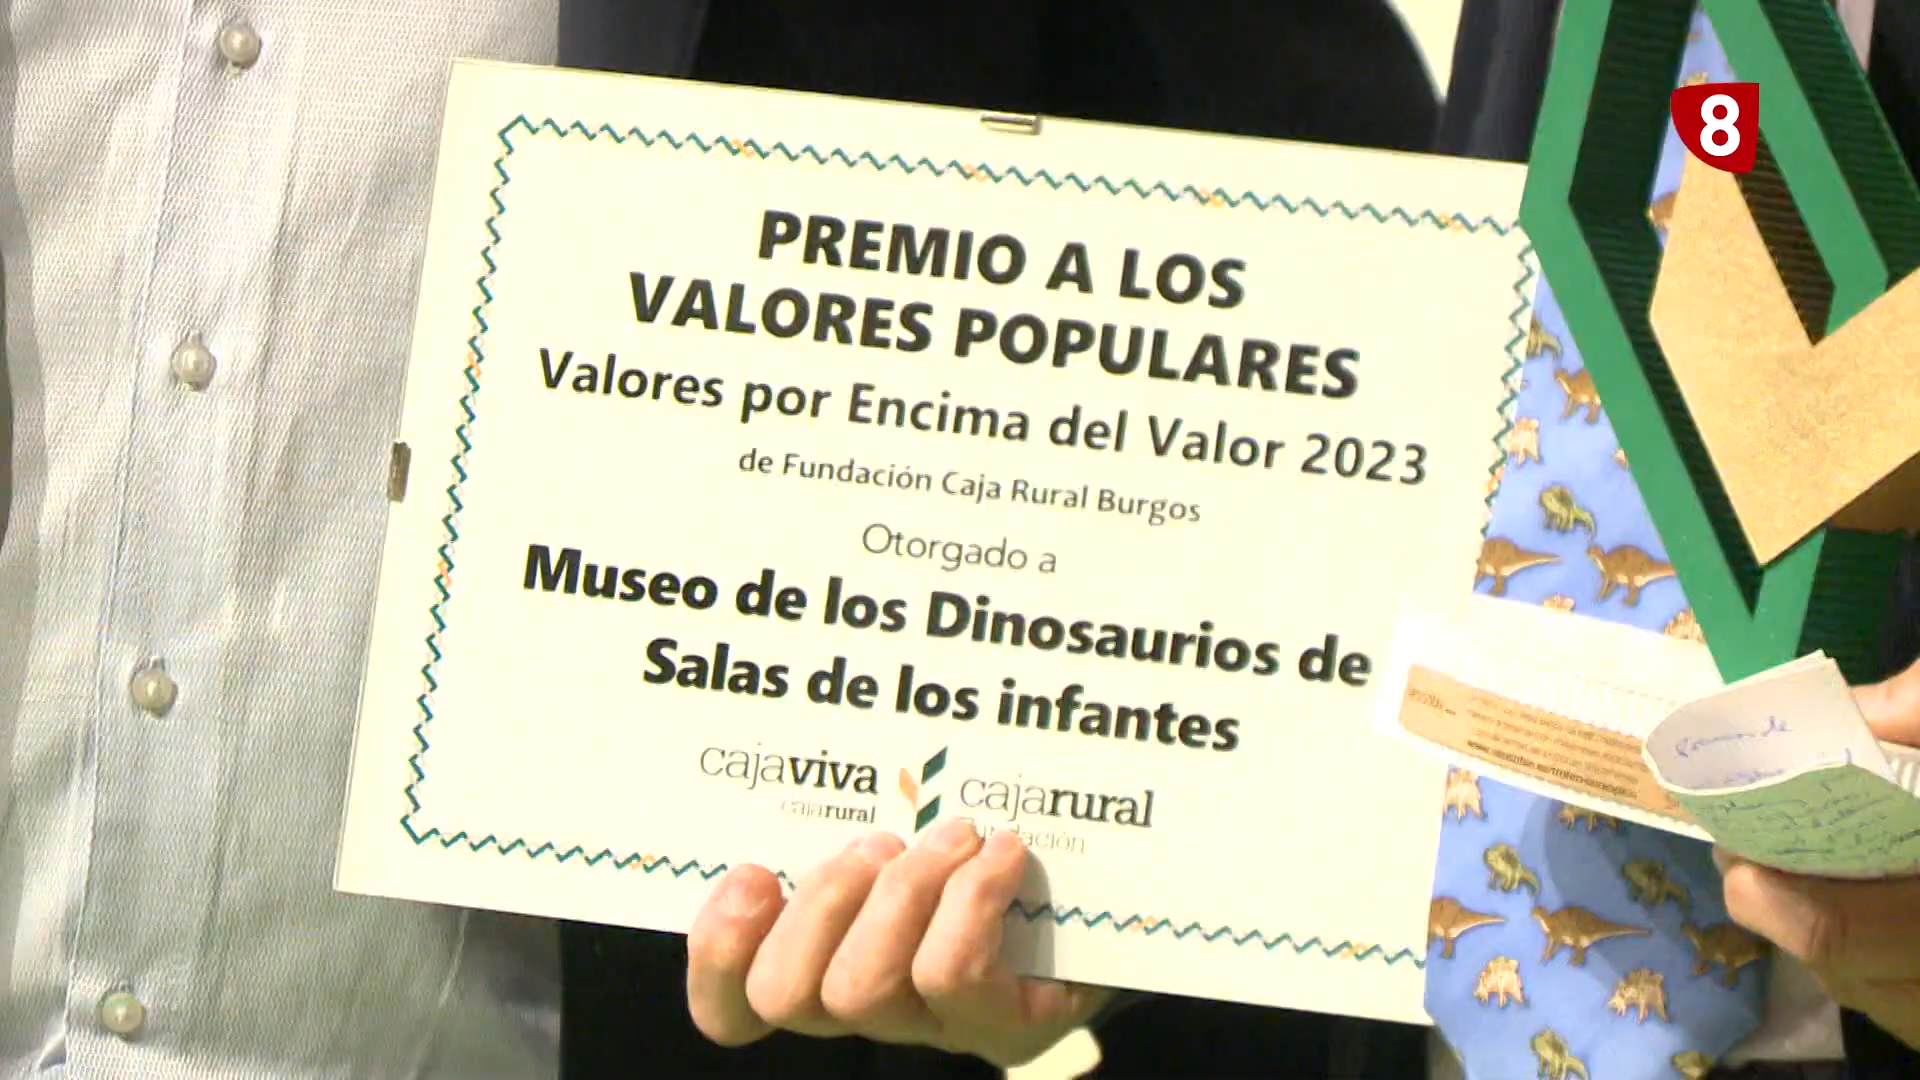 8
PREMIO A LOS
VALORES POPULARES
Valores por Encima del Valor 2023
de Fundación Caja Rural Burgos
Otorgado a
Museo de los Dinosaurios de
Salas de los infantes
cajaviva
cajarural
cajarural
Fundación